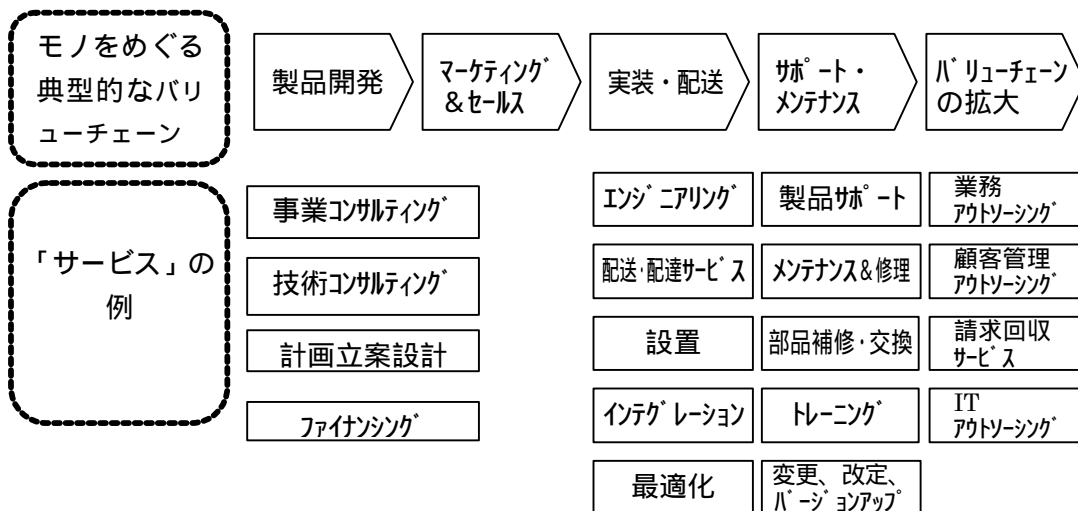 モノをめぐる
典型的なバリ
ューチェーン
製品開発
ﾏｰｹﾃｨﾝｸﾞ
＆ｾｰﾙｽ
実装・配送
ｻﾎﾟｰﾄ・
ﾒﾝﾃﾅﾝｽ
ﾊﾞﾘｭｰﾁｪｰﾝ
の拡大
「サービス」の
例
事業ｺﾝｻﾙﾃｨﾝｸﾞ
技術ｺﾝｻﾙﾃｨﾝｸﾞ
計画立案設計
ﾌｧｲﾅﾝｼﾝｸﾞ
ｴﾝｼﾞﾆｱﾘﾝｸﾞ
配送･配達ｻｰﾋﾞｽ
設置
ｲﾝﾃｸﾞﾚｰｼｮﾝ
最適化
製品ｻﾎﾟｰﾄ
ﾒﾝﾃﾅﾝｽ＆修理
部品補修･交換
ﾄﾚｰﾆﾝｸﾞ
変更、改定、
ﾊﾞｰｼﾞｮﾝｱｯﾌﾟ
業務
ｱｳﾄｿｰｼﾝｸﾞ
顧客管理
ｱｳﾄｿｰｼﾝｸﾞ
請求回収
ｻｰﾋﾞｽ
IT
ｱｳﾄｿｰｼﾝｸﾞ